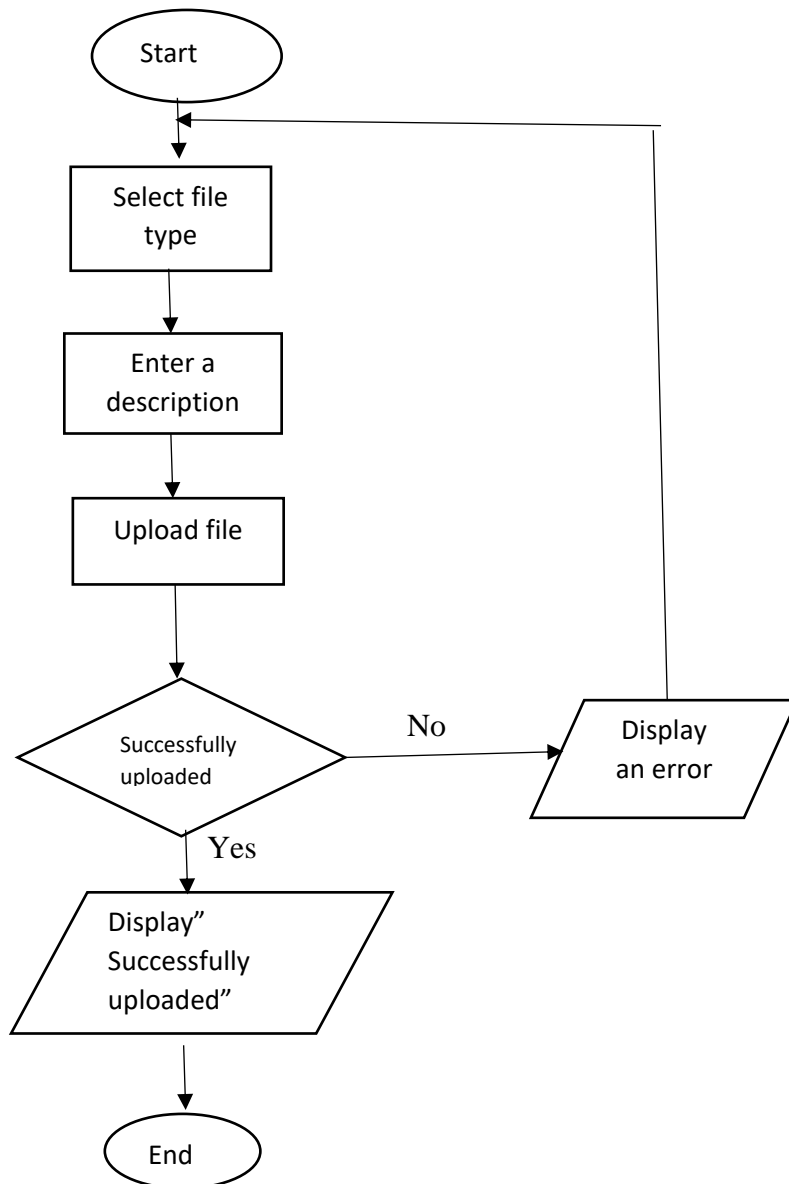 Start
Select file
type
Enter a
description
Upload file
Successfully
uploaded
No
Display
an error
Yes
Display”
Successfully
uploaded”
End